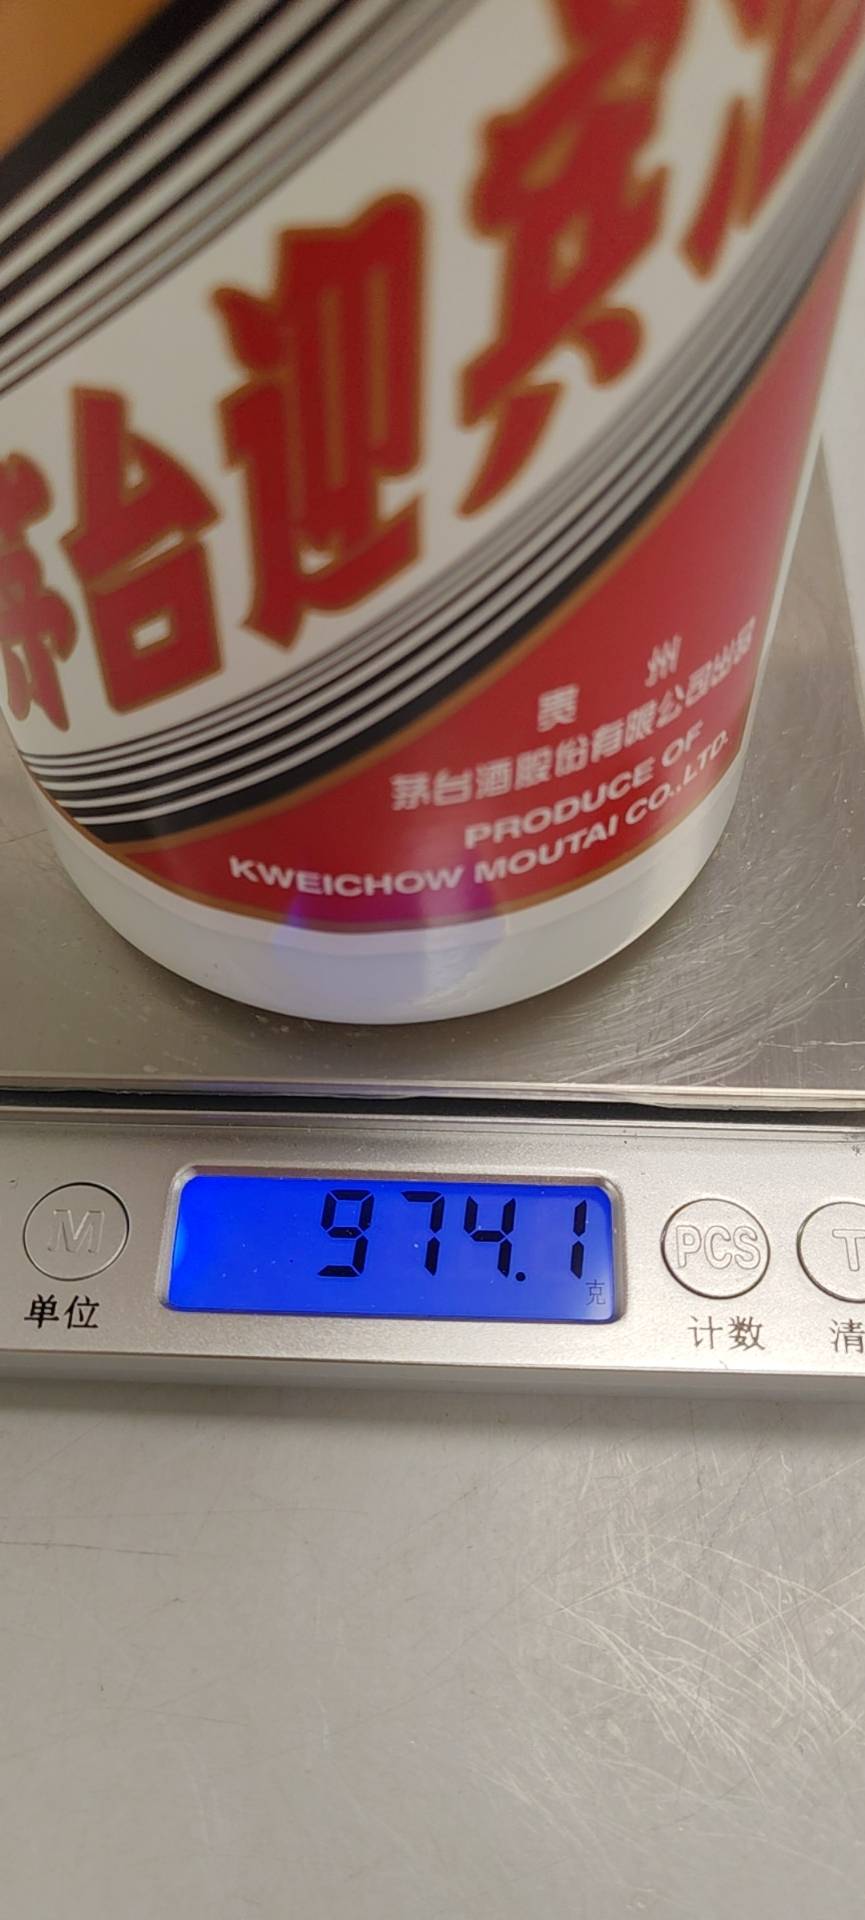 茅台迎宾酒
贵州
茅台酒股份有限公司出品
PRODUCE OF
KWEICHOW MOUTAI CO.,LTD.
M 974.1 克 PCS T
单位 计数 清